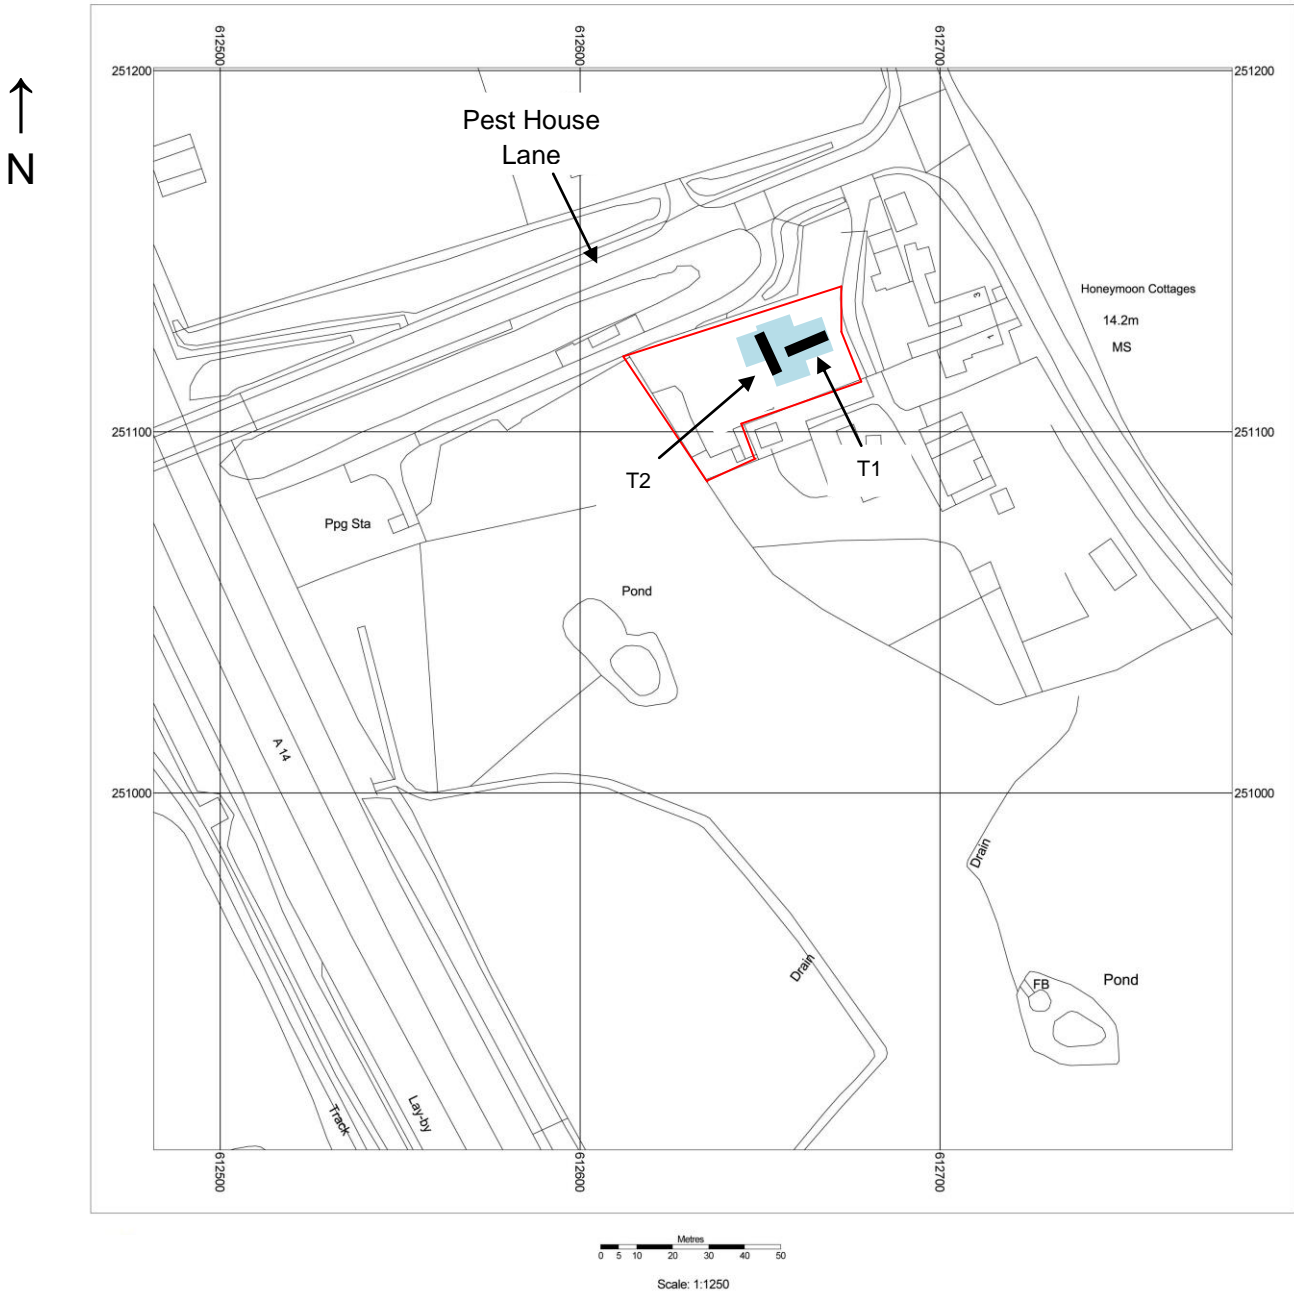 612500
612600
612700
251200
251200
↑
N
Pest House
Lane
Honeymoon Cottages
14.2m
MS
3
1
251100
251100
T2
T1
Ppg Sta
Pond
A 14
251000
251000
Drain
Drain
FB
Pond
Track
Lay-by
612500
612600
612700
Metres
0 5 10 20 30 40 50
Scale: 1:1250